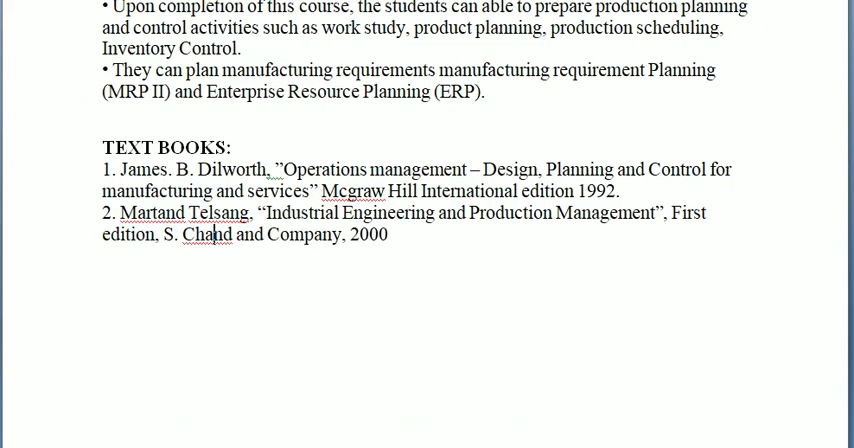 • Upon completion of this course, the students can able to prepare production planning
and control activities such as work study, product planning, production scheduling,
Inventory Control.
• They can plan manufacturing requirements manufacturing requirement Planning
(MRP II) and Enterprise Resource Planning (ERP).
TEXT BOOKS:
1. James. B. Dilworth, ”Operations management – Design, Planning and Control for
manufacturing and services” Mcgraw Hill International edition 1992.
2. Martand Telsang, “Industrial Engineering and Production Management”, First
edition, S. Chand and Company, 2000